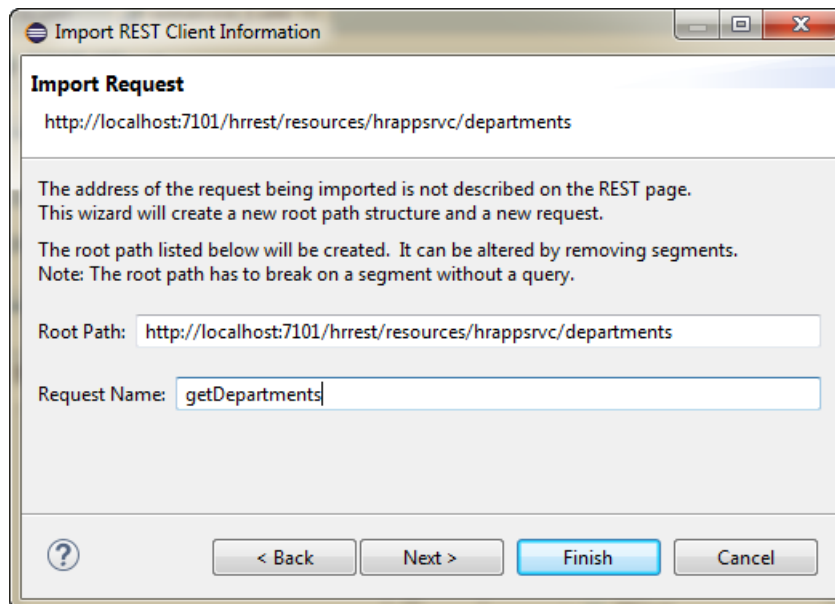 Import REST Client Information
Import Request
http://localhost:7101/hrrest/resources/hrappsrvc/departments
The address of the request being imported is not described on the REST page.
This wizard will create a new root path structure and a new request.
The root path listed below will be created.  It can be altered by removing segments.
Note: The root path has to break on a segment without a query.
Root Path: http://localhost:7101/hrrest/resources/hrappsrvc/departments
Request Name: getDepartments
? < Back Next > Finish Cancel